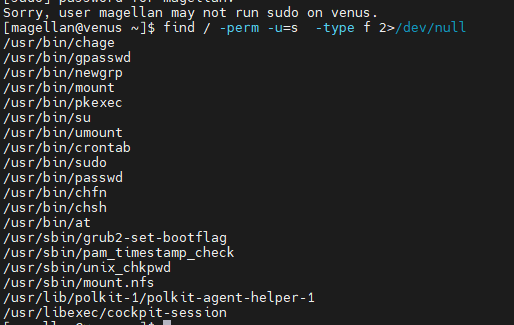 [sudo] password for magellan:
Sorry, user magellan may not run sudo on venus.
[magellan@venus ~]$ find / -perm -u=s  -type f 2>/dev/null
/usr/bin/chage
/usr/bin/gpasswd
/usr/bin/newgrp
/usr/bin/mount
/usr/bin/pkexec
/usr/bin/su
/usr/bin/umount
/usr/bin/crontab
/usr/bin/sudo
/usr/bin/passwd
/usr/bin/chfn
/usr/bin/chsh
/usr/bin/at
/usr/sbin/grub2-set-bootflag
/usr/sbin/pam_timestamp_check
/usr/sbin/unix_chkpwd
/usr/sbin/mount.nfs
/usr/lib/polkit-1/polkit-agent-helper-1
/usr/libexec/cockpit-session
[magellan@venus ~]$